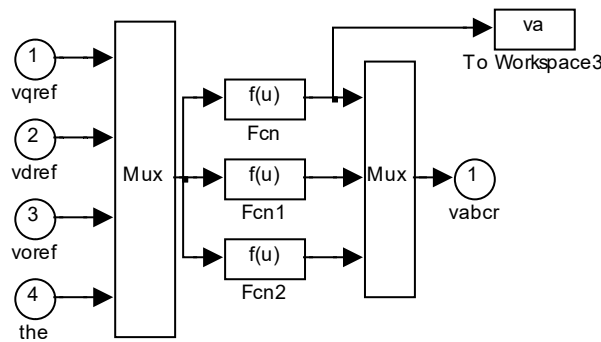 va
To Workspace3
1
vqref
f(u)
Fcn
2
vdref
Mux
f(u)
Fcn1
Mux
1
vabcr
3
voref
f(u)
Fcn2
4
the